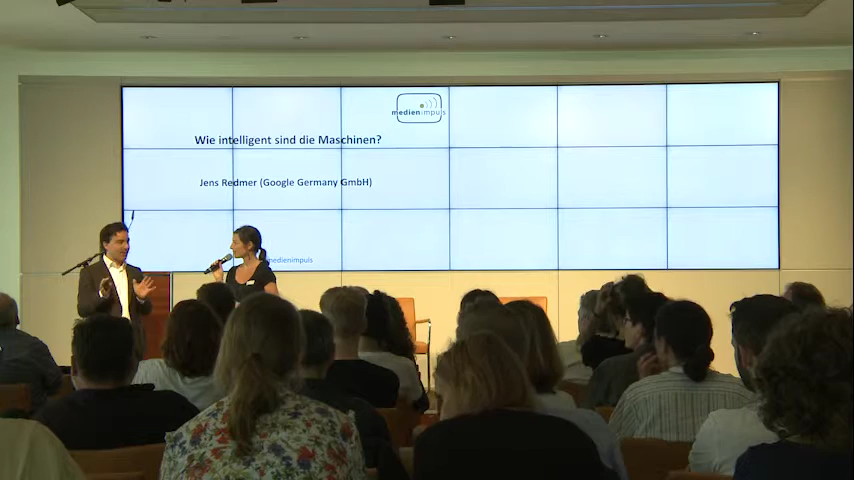 medienimpuls
Wie intelligent sind die Maschinen?
Jens Redmer (Google Germany GmbH)
medienimpuls